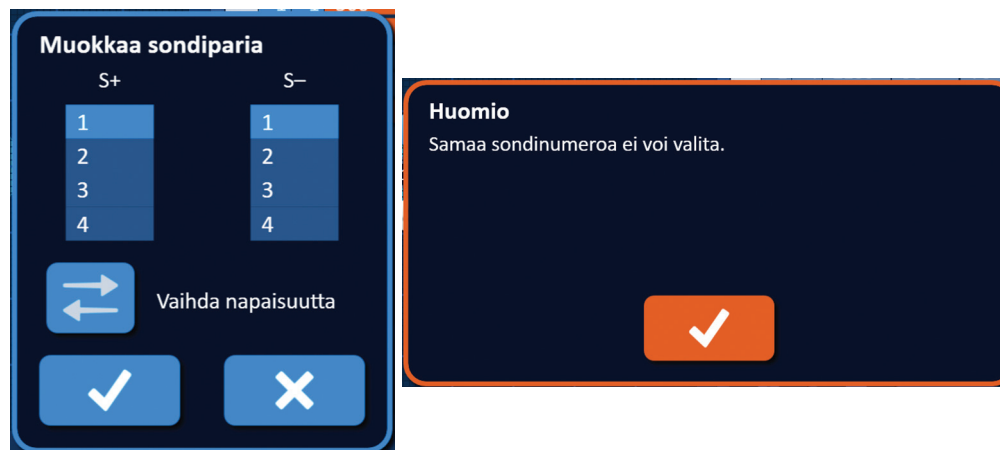 Muokkaa sondiparia
S+ S–
1 1
2 2
3 3
4 4
Vaihda napaisuutta
Huomio
Samaa sondinumeroa ei voi valita.